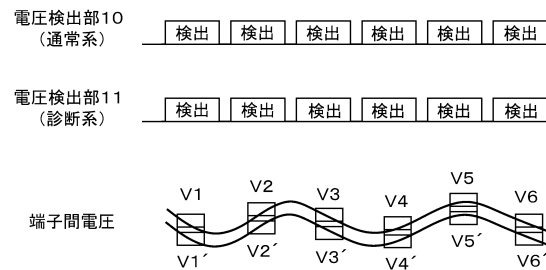 電圧検出部10
(通常系)
検出 検出 検出 検出 検出 検出
電圧検出部11
(診断系)
検出 検出 検出 検出 検出 検出
V1 V2 V3 V4 V5 V6
端子間電圧
V1´ V2´ V3´ V4´ V5´ V6´